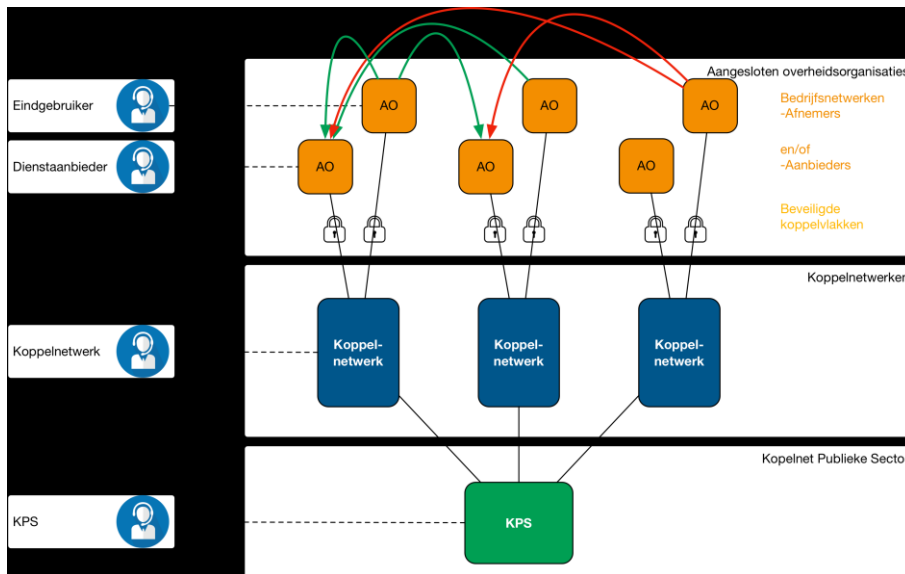 Aangesloten overheidsorganisaties
Eindgebruiker
AO
AO
AO
Bedrijfsnetwerken
-Afnemers
Dienstaanbieder
AO
AO
AO
en/of
-Aanbieders
Beveiligde
koppelvlakken
Koppelnetwerken
Koppelnetwerk
Koppel-
netwerk
Koppel-
netwerk
Koppel-
netwerk
Kopelnet Publieke Secto
KPS
KPS